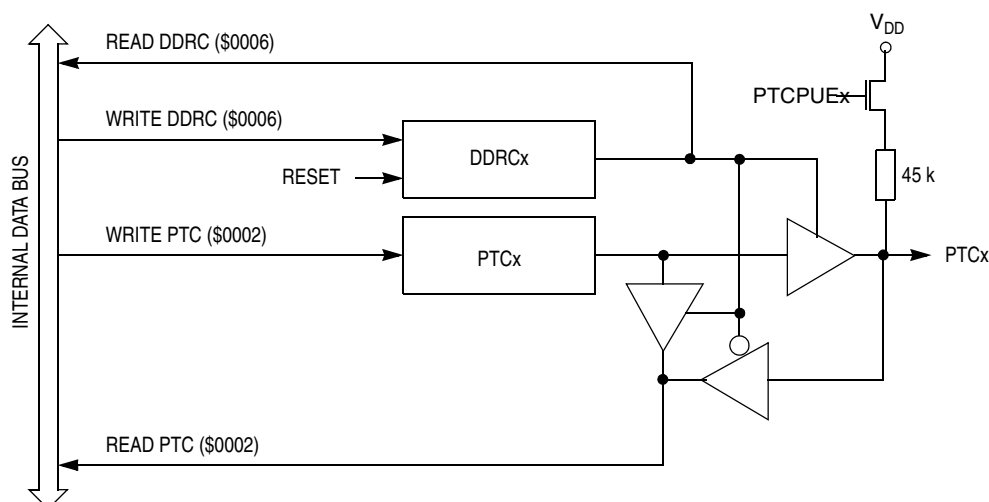 V_DD
READ DDRC ($0006)
PTCPUEx
WRITE DDRC ($0006)
DDRCx
RESET
45 k
INTERNAL DATA BUS
WRITE PTC ($0002)
PTCx
PTCx
READ PTC ($0002)